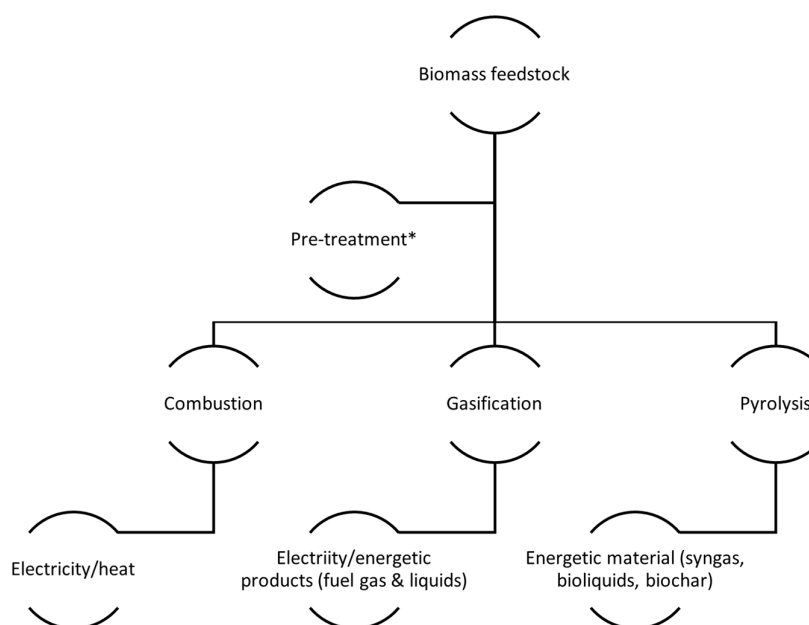 Biomass feedstock
Pre-treatment*
Combustion
Gasification
Pyrolysis
Electricity/heat
Electriity/energetic
products (fuel gas & liquids)
Energetic material (syngas,
bioliquids, biochar)